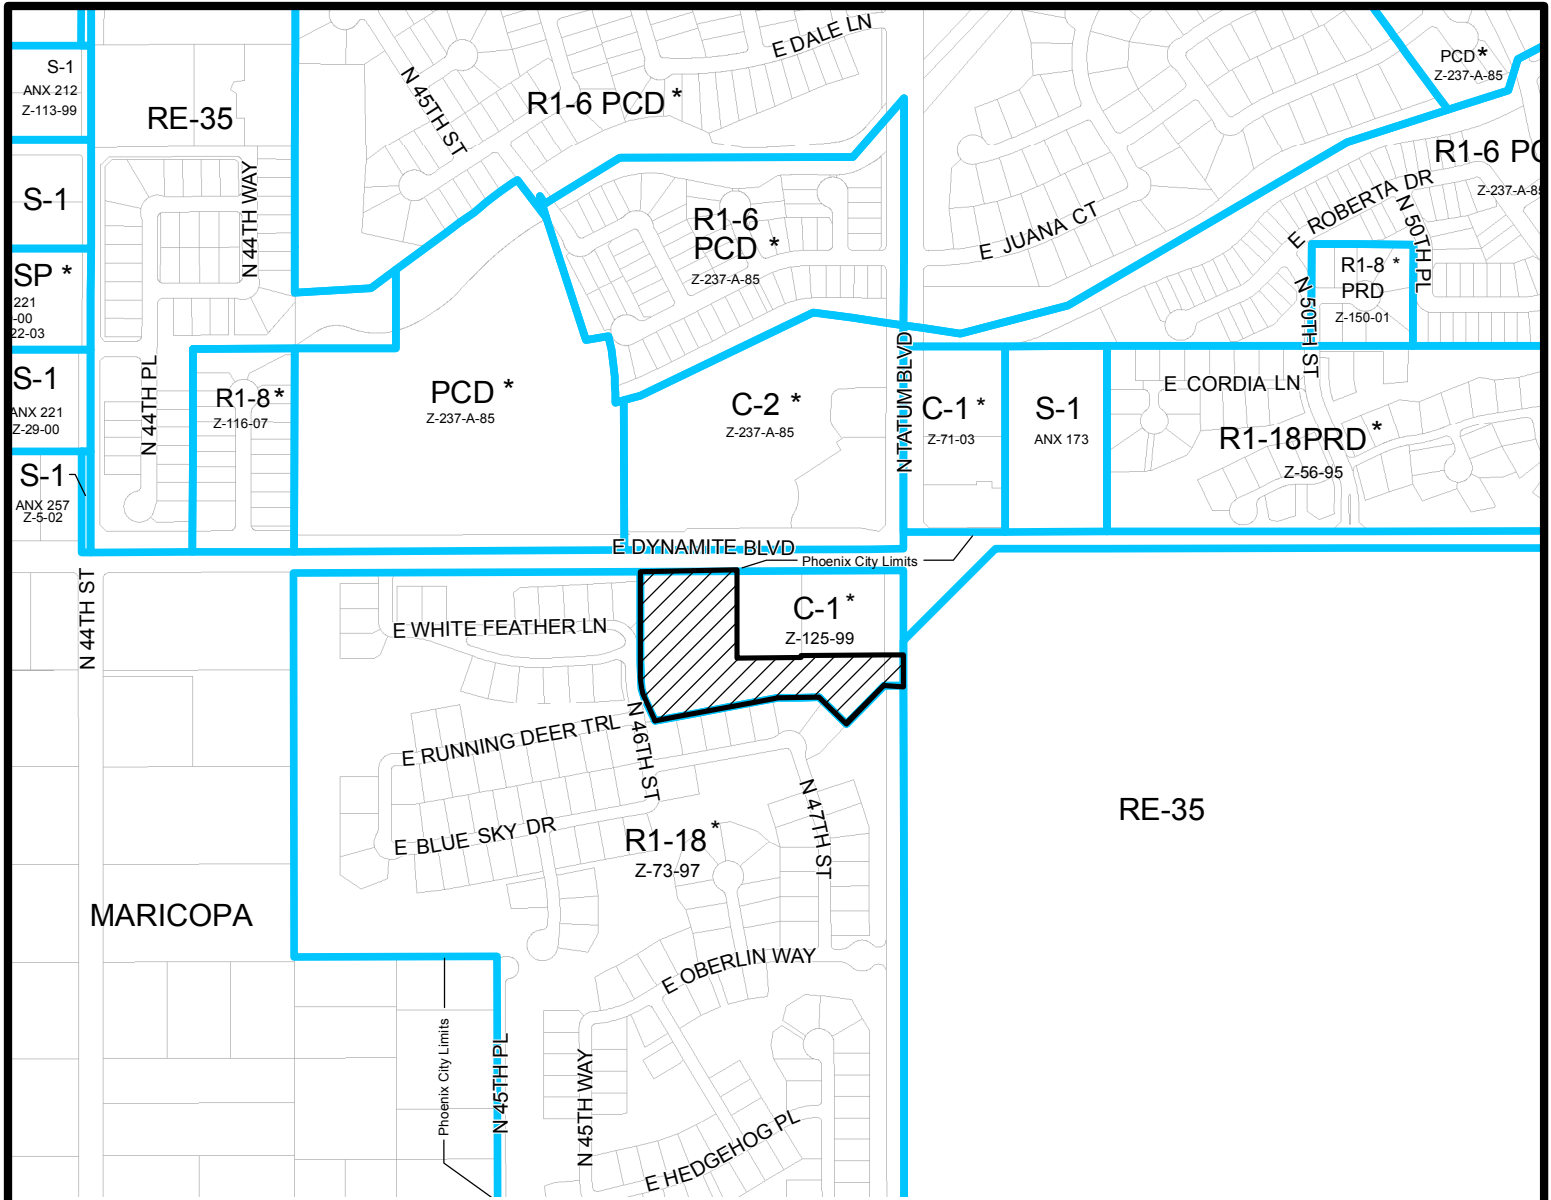 S-1
ANX 212
Z-113-99
RE-35
N 45TH ST
R1-6 PCD *
E DALE LN
PCD *
Z-237-A-85
R1-6 PC
Z-237-A-85
S-1
N 44TH WAY
R1-6
PCD *
Z-237-A-85
E JUANA CT
E ROBERTA DR
N 50TH PL
SP *
221
-00
22-03
R1-8 *
PRD
Z-150-01
N 50TH ST
S-1
ANX 221
Z-29-00
N 44TH PL
R1-8 *
Z-116-07
PCD *
Z-237-A-85
C-2 *
Z-237-A-85
N TATUM BLVD
C-1 *
Z-71-03
S-1
ANX 173
E CORDIA LN
R1-18PRD *
Z-56-95
S-1
ANX 257
Z-5-02
E DYNAMITE BLVD
Phoenix City Limits
N 44TH ST
E WHITE FEATHER LN
C-1 *
Z-125-99
E RUNNING DEER TRL
N 46TH ST
E BLUE SKY DR
N 47TH ST
R1-18 *
Z-73-97
RE-35
MARICOPA
E OBERLIN WAY
Phoenix City Limits
N 45TH PL
N 45TH WAY
E HEDGEHOG PL